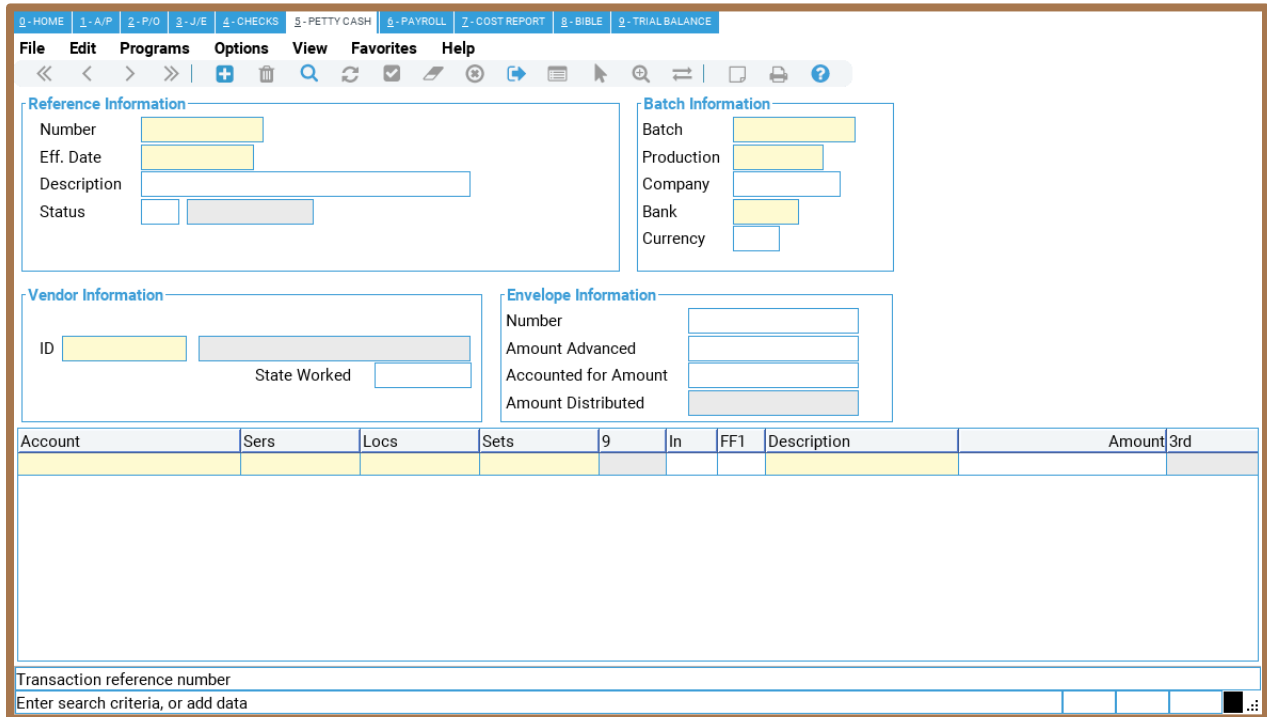 0 - HOME 1 - A/P 2 - P/O 3 - J/E 4 - CHECKS 5 - PETTY CASH 6 - PAYROLL 7 - COST REPORT 8 - BIBLE 9 - TRIAL BALANCE
File Edit Programs Options View Favorites Help
Reference Information
Number
Eff. Date
Description
Status
Batch Information
Batch
Production
Company
Bank
Currency
Vendor Information
ID
State Worked
Envelope Information
Number
Amount Advanced
Accounted for Amount
Amount Distributed
Account Sers Locs Sets 9 In FF1 Description Amount 3rd
Transaction reference number
Enter search criteria, or add data